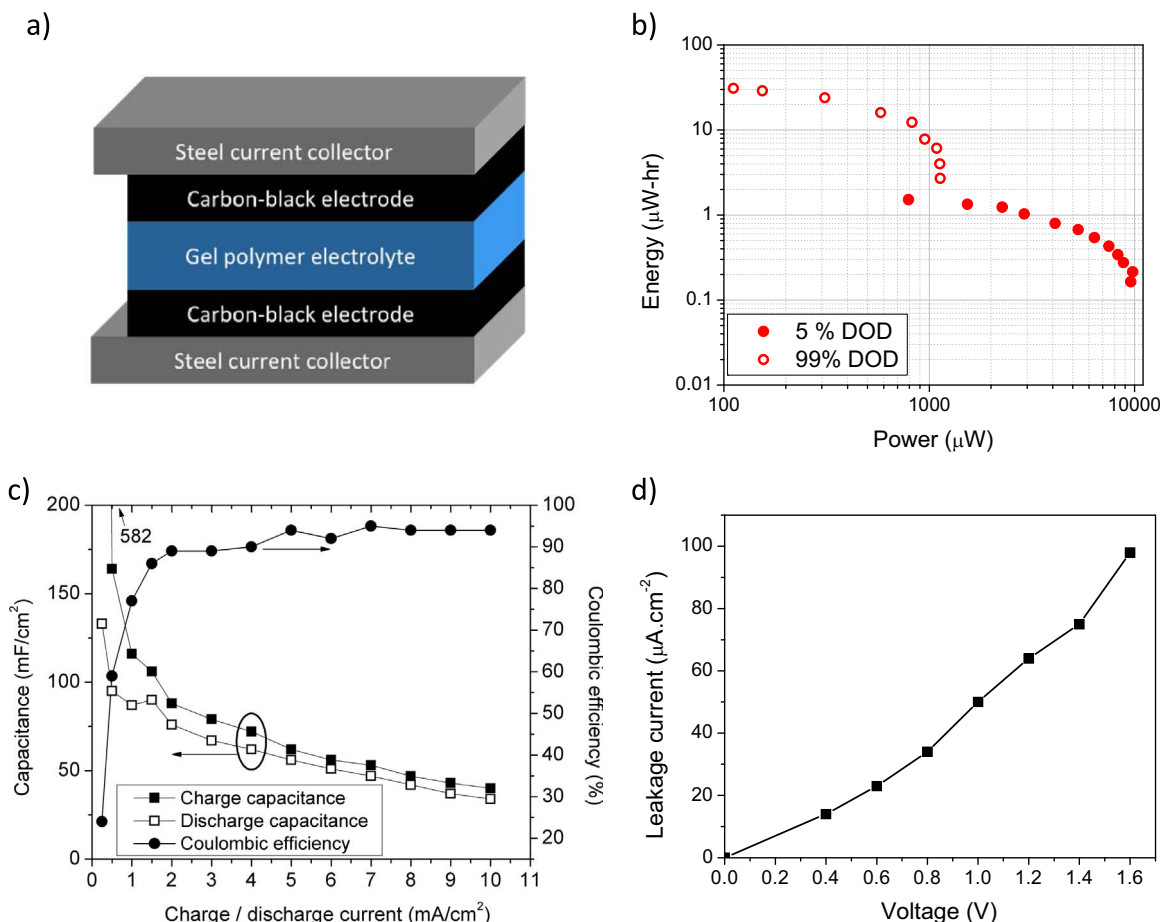 a)
Steel current collector
Carbon-black electrode
Gel polymer electrolyte
Carbon-black electrode
Steel current collector
b)
100
10
1
0.1
0.01
Energy (μW-hr)
5 % DOD
99% DOD
100 1000 10000
Power (μW)
c)
200
150
100
50
0
Capacitance (mF/cm²)
582
100
90
80
70
60
50
40
30
20
Coulombic efficiency (%)
Charge capacitance
Discharge capacitance
Coulombic efficiency
0 1 2 3 4 5 6 7 8 9 10 11
Charge / discharge current (mA/cm²)
d)
100
80
60
40
20
0
Leakage current (μA.cm⁻²)
0.0 0.2 0.4 0.6 0.8 1.0 1.2 1.4 1.6
Voltage (V)